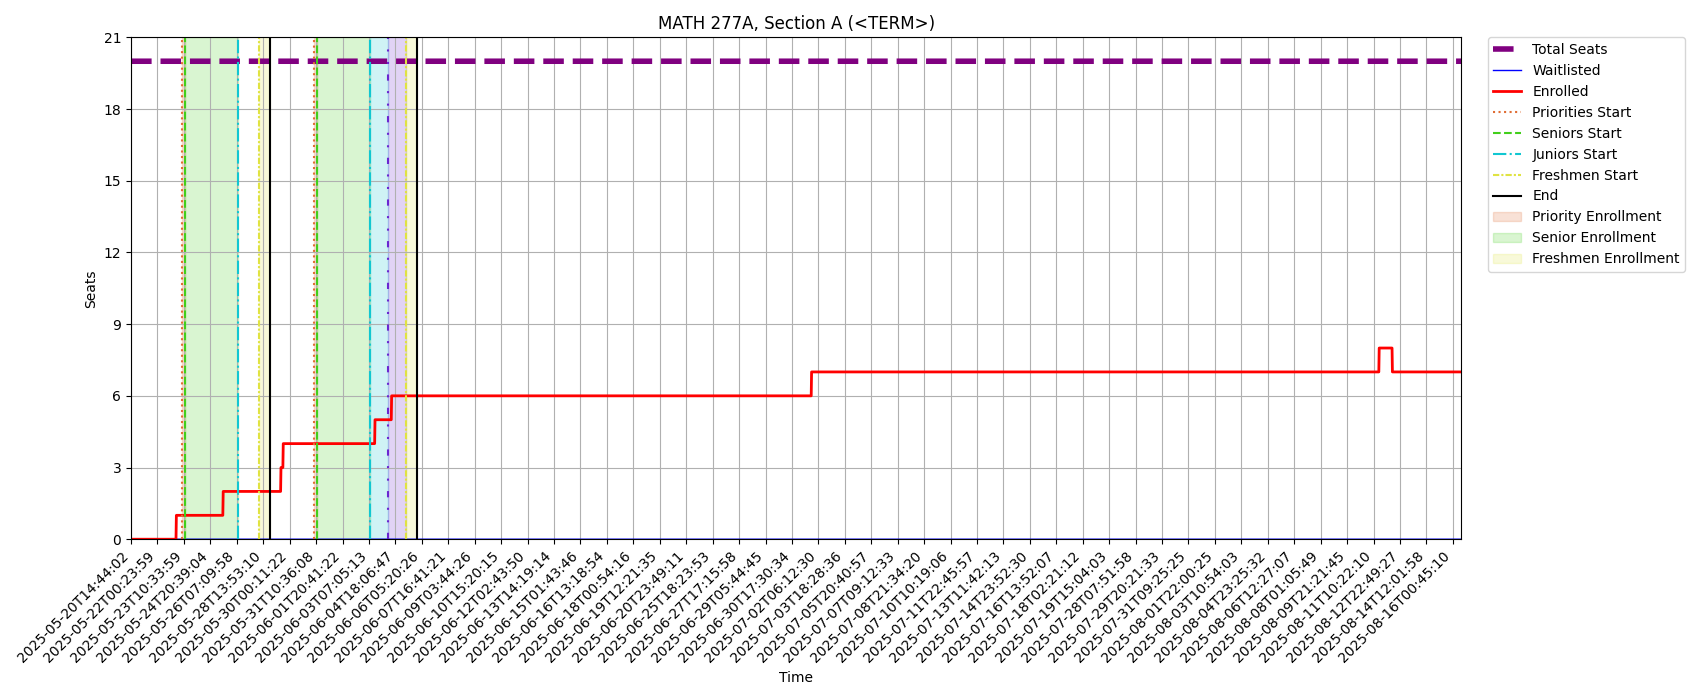 MATH 277A, Section A (<TERM>)
Seats
21
18
15
12
9
6
3
0
2025-05-20T14:44:02
2025-05-22T00:23:59
2025-05-23T10:33:59
2025-05-24T20:39:04
2025-05-26T07:09:58
2025-05-28T13:53:10
2025-05-30T00:11:22
2025-05-31T10:36:08
2025-06-01T20:41:22
2025-06-03T07:05:13
2025-06-04T18:06:47
2025-06-06T05:20:26
2025-06-07T16:41:21
2025-06-09T03:44:26
2025-06-10T15:20:15
2025-06-12T02:43:50
2025-06-13T14:19:14
2025-06-15T01:43:46
2025-06-16T13:18:54
2025-06-18T00:54:16
2025-06-19T12:21:35
2025-06-20T23:49:11
2025-06-25T18:23:53
2025-06-27T17:15:58
2025-06-29T05:44:45
2025-06-30T17:30:34
2025-07-02T06:12:30
2025-07-03T18:28:36
2025-07-05T20:40:57
2025-07-07T09:12:33
2025-07-08T21:34:20
2025-07-10T10:19:06
2025-07-11T22:45:57
2025-07-13T11:42:13
2025-07-14T23:52:30
2025-07-16T13:52:07
2025-07-18T02:21:12
2025-07-19T15:04:03
2025-07-28T07:51:58
2025-07-29T20:21:33
2025-07-31T09:25:25
2025-08-01T22:00:25
2025-08-03T10:54:03
2025-08-04T23:25:32
2025-08-06T12:27:07
2025-08-08T01:05:49
2025-08-09T21:21:45
2025-08-11T10:22:10
2025-08-12T22:49:27
2025-08-14T12:01:58
2025-08-16T00:45:10
Time
Total Seats
Waitlisted
Enrolled
Priorities Start
Seniors Start
Juniors Start
Freshmen Start
End
Priority Enrollment
Senior Enrollment
Freshmen Enrollment